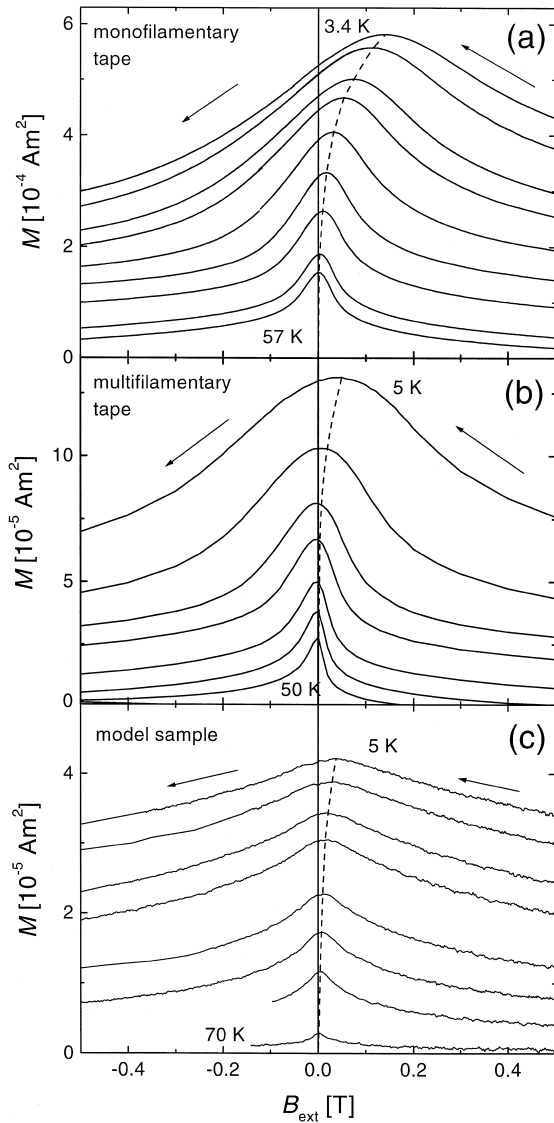 6
monofilamentary
tape
3.4 K
(a)
4
M [10⁻⁴ Am²]
2
57 K
0
multifilamentary
tape
5 K
(b)
10
M [10⁻⁵ Am²]
5
50 K
0
model sample
5 K
(c)
4
M [10⁻⁵ Am²]
2
70 K
0
-0.4 -0.2 0.0 0.2 0.4
B_ext [T]